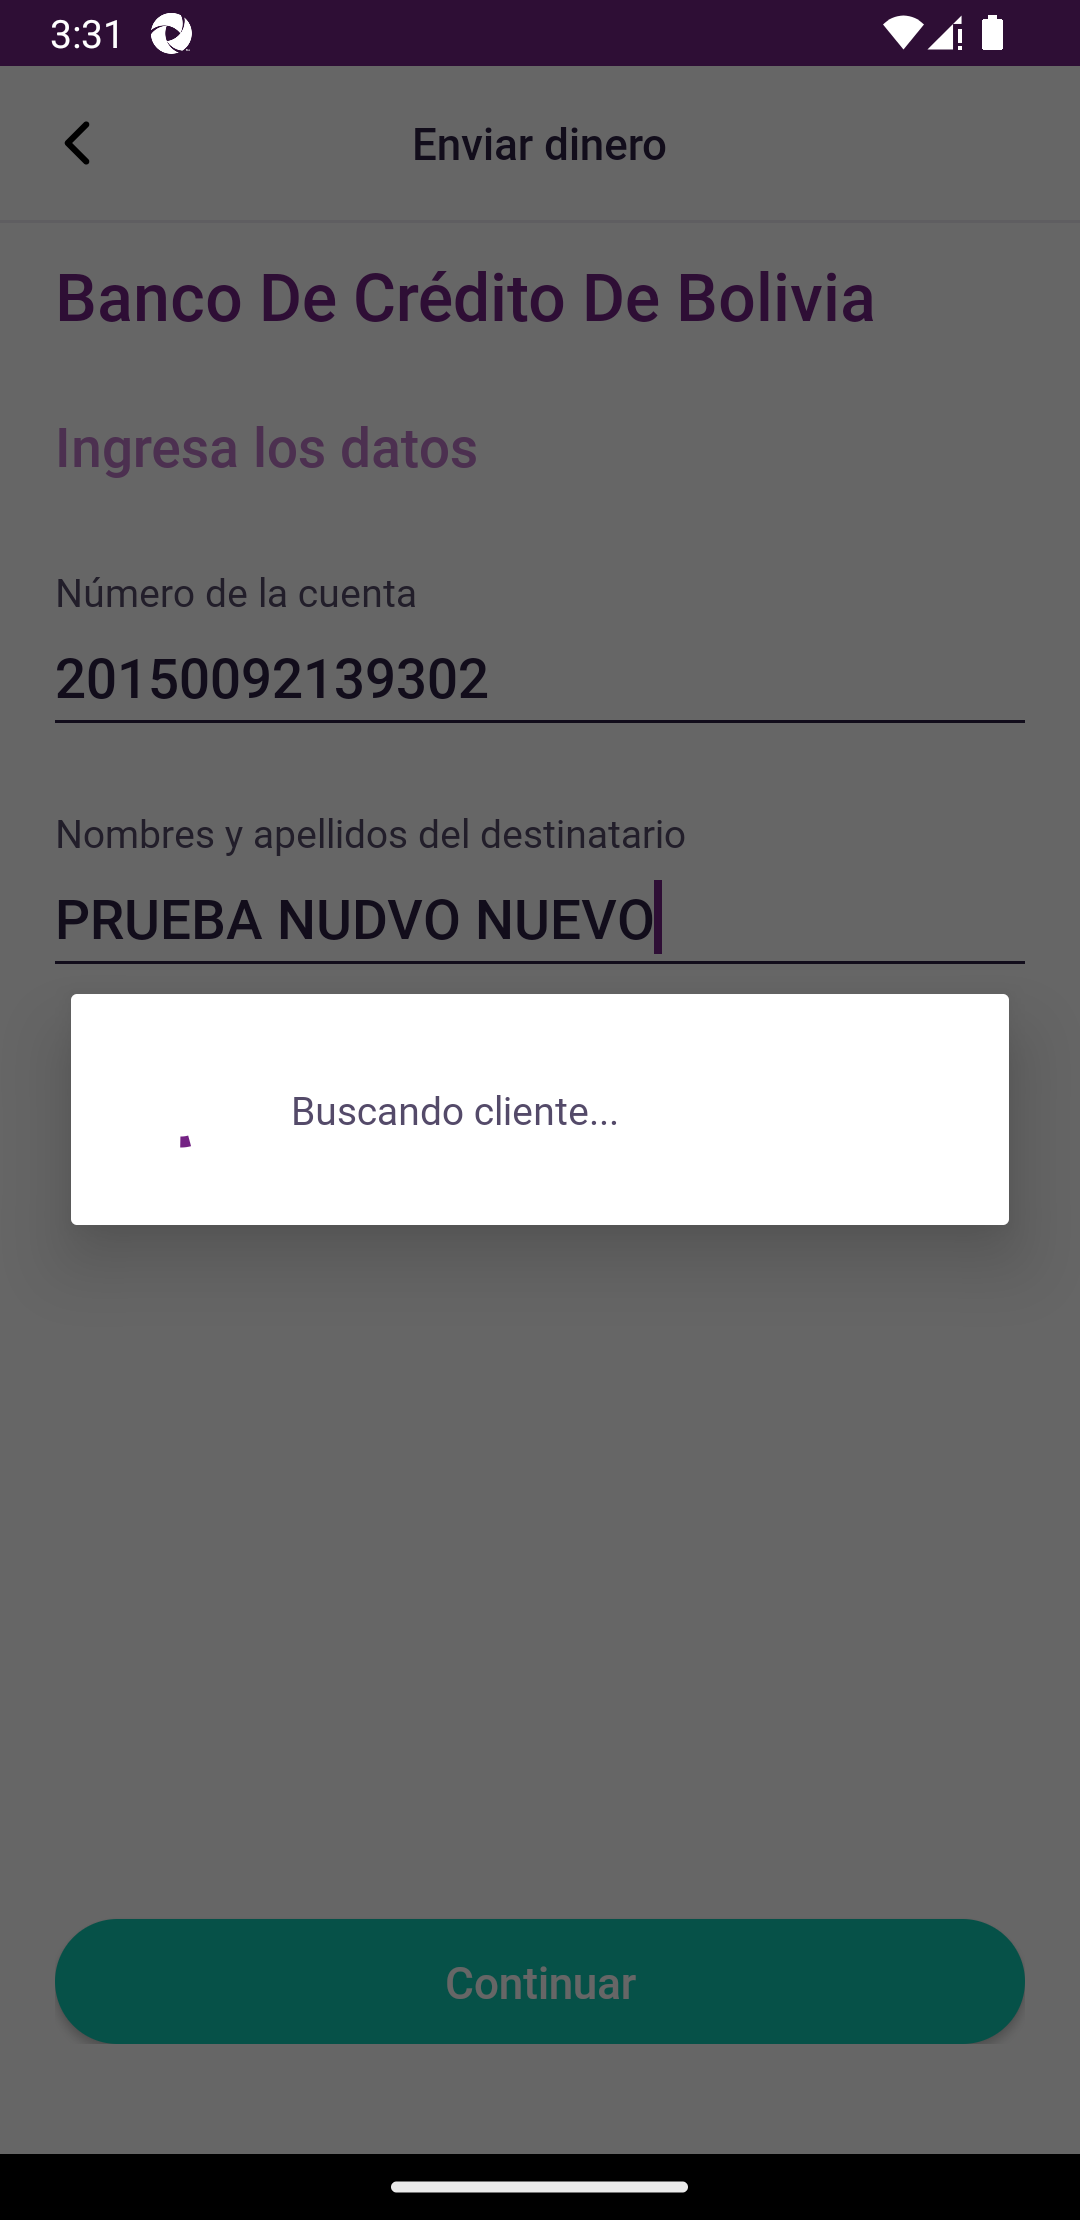 3:31
Enviar dinero
Banco De Crédito De Bolivia
Ingresa los datos
Número de la cuenta
20150092139302
Nombres y apellidos del destinatario
PRUEBA NUDVO NUEVO
Buscando cliente...
Continuar